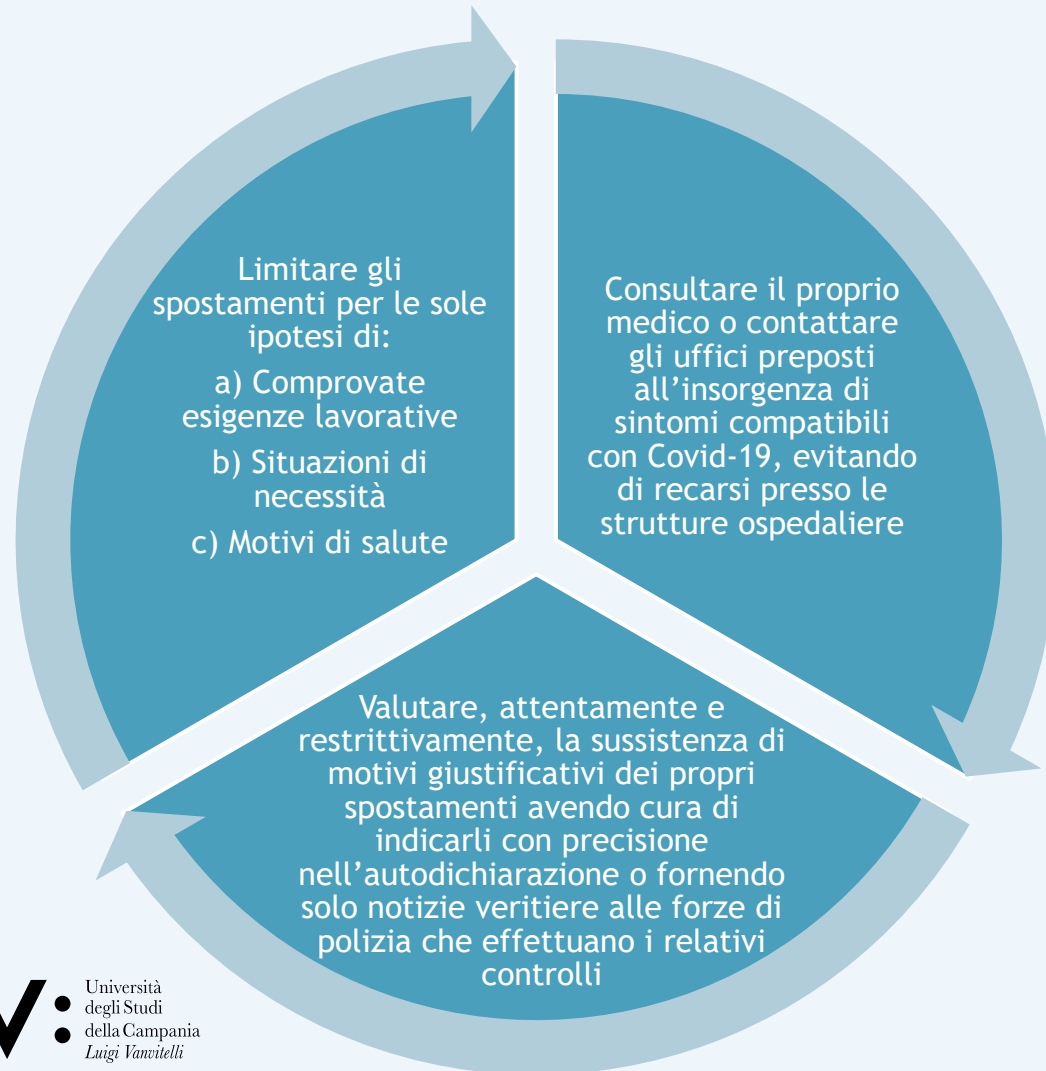 Limitare gli
spostamenti per le sole
ipotesi di:
a) Comprovate
esigenze lavorative
b) Situazioni di
necessità
c) Motivi di salute
Consultare il proprio
medico o contattare
gli uffici preposti
all’insorgenza di
sintomi compatibili
con Covid-19, evitando
di recarsi presso le
strutture ospedaliere
Valutare, attentamente e
restrittivamente, la sussistenza di
motivi giustificativi dei propri
spostamenti avendo cura di
indicarli con precisione
nell’autodichiarazione o fornendo
solo notizie veritiere alle forze di
polizia che effettuano i relativi
controlli
Università
degli Studi
della Campania
Luigi Vanvitelli